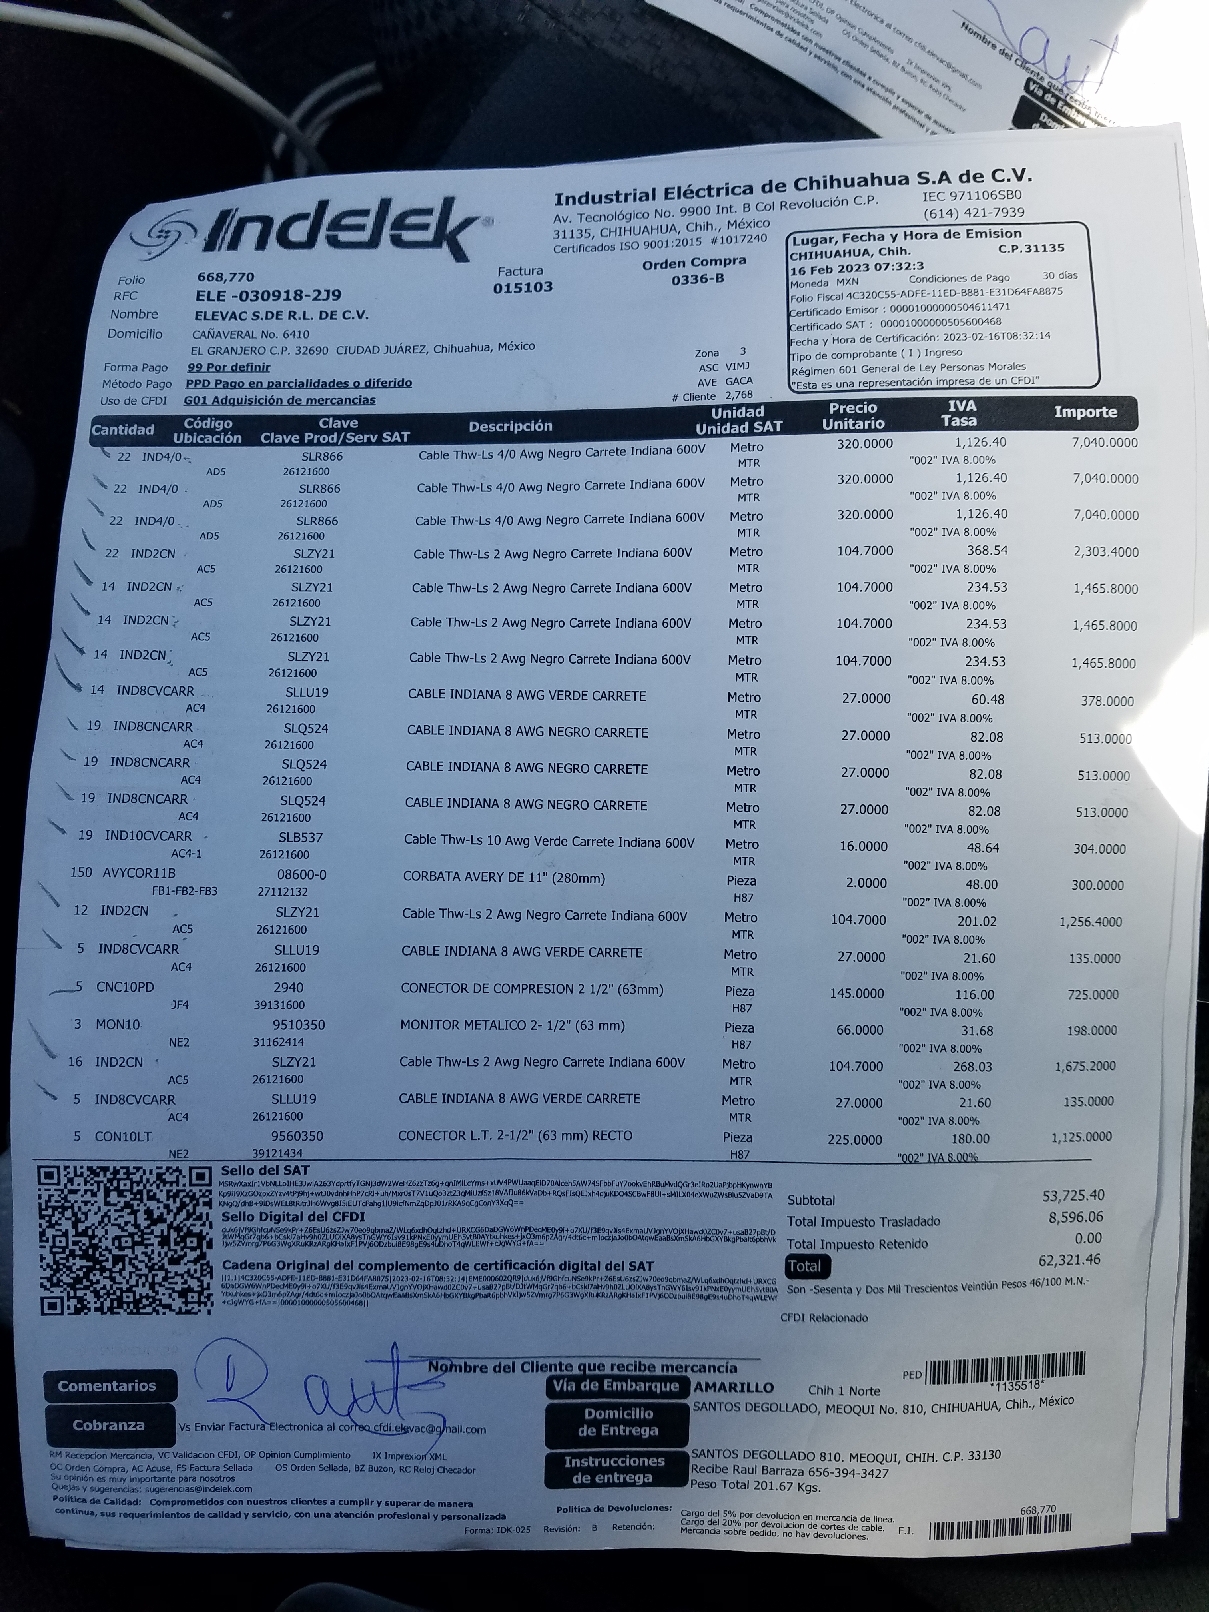 Nombre del Cliente que recibe
Vía de Embarque
Indelek
Industrial Eléctrica de Chihuahua S.A de C.V.
Av. Tecnológico No. 9900 Int. B Col Revolución C.P.
31135, CHIHUAHUA, Chih., México
Certificados ISO 9001:2015 #1017240
IEC 971106SB0
(614) 421-7939
Lugar, Fecha y Hora de Emision
CHIHUAHUA, Chih. C.P.31135
16 Feb 2023 07:32:3
Moneda MXN Condiciones de Pago 30 días
Folio Fiscal 4C320C55-ADFE-11ED-B881-E31D64FA8875
Certificado Emisor : 00001000000504611471
Certificado SAT : 00001000000505600468
Fecha y Hora de Certificación: 2023-02-16T08:32:14
Tipo de comprobante ( I ) Ingreso
Régimen 601 General de Ley Personas Morales
"Esta es una representación impresa de un CFDI"
Folio 668,770
Factura 015103
Orden Compra 0336-B
RFC ELE -030918-2J9
Nombre ELEVAC S.DE R.L. DE C.V.
Domicilio CAÑAVERAL No. 6410
EL GRANJERO C.P. 32690 CIUDAD JUÁREZ, Chihuahua, México
Forma Pago 99 Por definir
Método Pago PPD Pago en parcialidades o diferido
Uso de CFDI G01 Adquisición de mercancias
Zona 3
ASC VIMJ
AVE GACA
# Cliente 2,768
Cantidad Código Clave Descripción Unidad Precio IVA Importe
Ubicación Clave Prod/Serv SAT Unidad SAT Unitario Tasa
22 IND4/0 SLR866 Cable Thw-Ls 4/0 Awg Negro Carrete Indiana 600V Metro 320.0000 1,126.40 7,040.0000
AD5 26121600 MTR "002" IVA 8.00%
22 IND4/0 SLR866 Cable Thw-Ls 4/0 Awg Negro Carrete Indiana 600V Metro 320.0000 1,126.40 7,040.0000
AD5 26121600 MTR "002" IVA 8.00%
22 IND4/0 SLR866 Cable Thw-Ls 4/0 Awg Negro Carrete Indiana 600V Metro 320.0000 1,126.40 7,040.0000
AD5 26121600 MTR "002" IVA 8.00%
22 IND2CN SLZY21 Cable Thw-Ls 2 Awg Negro Carrete Indiana 600V Metro 104.7000 368.54 2,303.4000
AC5 26121600 MTR "002" IVA 8.00%
14 IND2CN SLZY21 Cable Thw-Ls 2 Awg Negro Carrete Indiana 600V Metro 104.7000 234.53 1,465.8000
AC5 26121600 MTR "002" IVA 8.00%
14 IND2CN SLZY21 Cable Thw-Ls 2 Awg Negro Carrete Indiana 600V Metro 104.7000 234.53 1,465.8000
AC5 26121600 MTR "002" IVA 8.00%
14 IND2CN SLZY21 Cable Thw-Ls 2 Awg Negro Carrete Indiana 600V Metro 104.7000 234.53 1,465.8000
AC5 26121600 MTR "002" IVA 8.00%
14 IND8CVCARR SLLU19 CABLE INDIANA 8 AWG VERDE CARRETE Metro 27.0000 60.48 378.0000
AC4 26121600 MTR "002" IVA 8.00%
19 IND8CNCARR SLQ524 CABLE INDIANA 8 AWG NEGRO CARRETE Metro 27.0000 82.08 513.0000
AC4 26121600 MTR "002" IVA 8.00%
19 IND8CNCARR SLQ524 CABLE INDIANA 8 AWG NEGRO CARRETE Metro 27.0000 82.08 513.0000
AC4 26121600 MTR "002" IVA 8.00%
19 IND8CNCARR SLQ524 CABLE INDIANA 8 AWG NEGRO CARRETE Metro 27.0000 82.08 513.0000
AC4 26121600 MTR "002" IVA 8.00%
19 IND10CVCARR SLB537 Cable Thw-Ls 10 Awg Verde Carrete Indiana 600V Metro 16.0000 48.64 304.0000
AC4-1 26121600 MTR "002" IVA 8.00%
150 AVYCOR11B 08600-0 CORBATA AVERY DE 11" (280mm) Pieza 2.0000 48.00 300.0000
FB1-FB2-FB3 27112132 H87 "002" IVA 8.00%
12 IND2CN SLZY21 Cable Thw-Ls 2 Awg Negro Carrete Indiana 600V Metro 104.7000 201.02 1,256.4000
AC5 26121600 MTR "002" IVA 8.00%
5 IND8CVCARR SLLU19 CABLE INDIANA 8 AWG VERDE CARRETE Metro 27.0000 21.60 135.0000
AC4 26121600 MTR "002" IVA 8.00%
5 CNC10PD 2940 CONECTOR DE COMPRESION 2 1/2" (63mm) Pieza 145.0000 116.00 725.0000
JF4 39131600 H87 "002" IVA 8.00%
3 MON10 9510350 MONITOR METALICO 2- 1/2" (63 mm) Pieza 66.0000 31.68 198.0000
NE2 31162414 H87 "002" IVA 8.00%
16 IND2CN SLZY21 Cable Thw-Ls 2 Awg Negro Carrete Indiana 600V Metro 104.7000 268.03 1,675.2000
AC5 26121600 MTR "002" IVA 8.00%
5 IND8CVCARR SLLU19 CABLE INDIANA 8 AWG VERDE CARRETE Metro 27.0000 21.60 135.0000
AC4 26121600 MTR "002" IVA 8.00%
5 CON10LT 9560350 CONECTOR L.T. 2-1/2" (63 mm) RECTO Pieza 225.0000 180.00 1,125.0000
NE2 39121434 H87 "002" IVA 8.00%
Sello del SAT
Sello Digital del CFDI
Cadena Original del complemento de certificación digital del SAT
Subtotal 53,725.40
Total Impuesto Trasladado 8,596.06
Total Impuesto Retenido 0.00
Total 62,321.46
Son -Sesenta y Dos Mil Trescientos Veintiún Pesos 46/100 M.N.-
CFDI Relacionado
Nombre del Cliente que recibe mercancía
PED *1135518*
Comentarios
Cobranza Vs Enviar Factura Electronica al correo cfdi.elevac@gmail.com
Vía de Embarque AMARILLO Chih 1 Norte
Domicilio de Entrega SANTOS DEGOLLADO, MEOQUI No. 810, CHIHUAHUA, Chih., México
Instrucciones de entrega SANTOS DEGOLLADO 810. MEOQUI, CHIH. C.P. 33130
Recibe Raul Barraza 656-394-3427
Peso Total 201.67 Kgs.
RM Recepcion Mercancia, VC Validacion CFDI, OP Opinion Cumplimiento 1X Impresion XML
OC Orden Compra, AC Acuse, FS Factura Sellada OS Orden Sellada, BZ Buzon, RC Reloj Checador
Su opinión es muy importante para nosotros
Quejas y sugerencias: sugerencias@indelek.com
Política de Calidad: Comprometidos con nuestros clientes a cumplir y superar de manera
continua, sus requerimientos de calidad y servicio, con una atención profesional y personalizada
Forma: IDK-025 Revisión: B Retención:
Política de Devoluciones: Cargo del 5% por devolucion en mercancia de linea.
Cargo del 20% por devolucion de cortes de cable.
Mercancia sobre pedido, no hay devoluciones.
F.I. 668,770